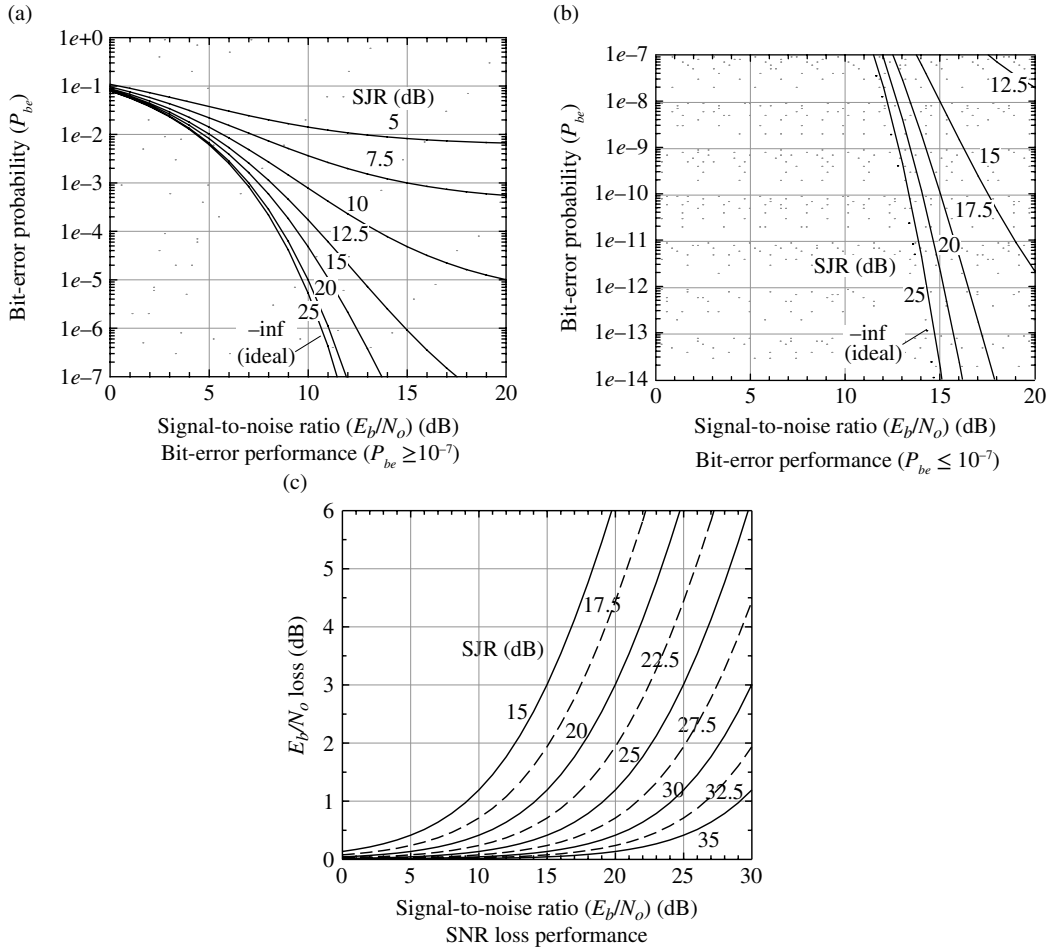 (a)
1e+0
1e−1
1e−2
1e−3
1e−4
1e−5
1e−6
1e−7
Bit-error probability (P_be)
SJR (dB)
5
7.5
10
12.5
15
20
25
−inf
(ideal)
0 5 10 15 20
Signal-to-noise ratio (E_b/N_o) (dB)
Bit-error performance (P_be ≥10⁻⁷)
(b)
1e−7
1e−8
1e−9
1e−10
1e−11
1e−12
1e−13
1e−14
Bit-error probability (P_be)
12.5
15
17.5
20
SJR (dB)
25
−inf
(ideal)
0 5 10 15 20
Signal-to-noise ratio (E_b/N_o) (dB)
Bit-error performance (P_be ≤ 10⁻⁷)
(c)
6
5
4
3
2
1
0
E_b/N_o loss (dB)
SJR (dB)
15
17.5
20
22.5
25
27.5
30
32.5
35
0 5 10 15 20 25 30
Signal-to-noise ratio (E_b/N_o) (dB)
SNR loss performance